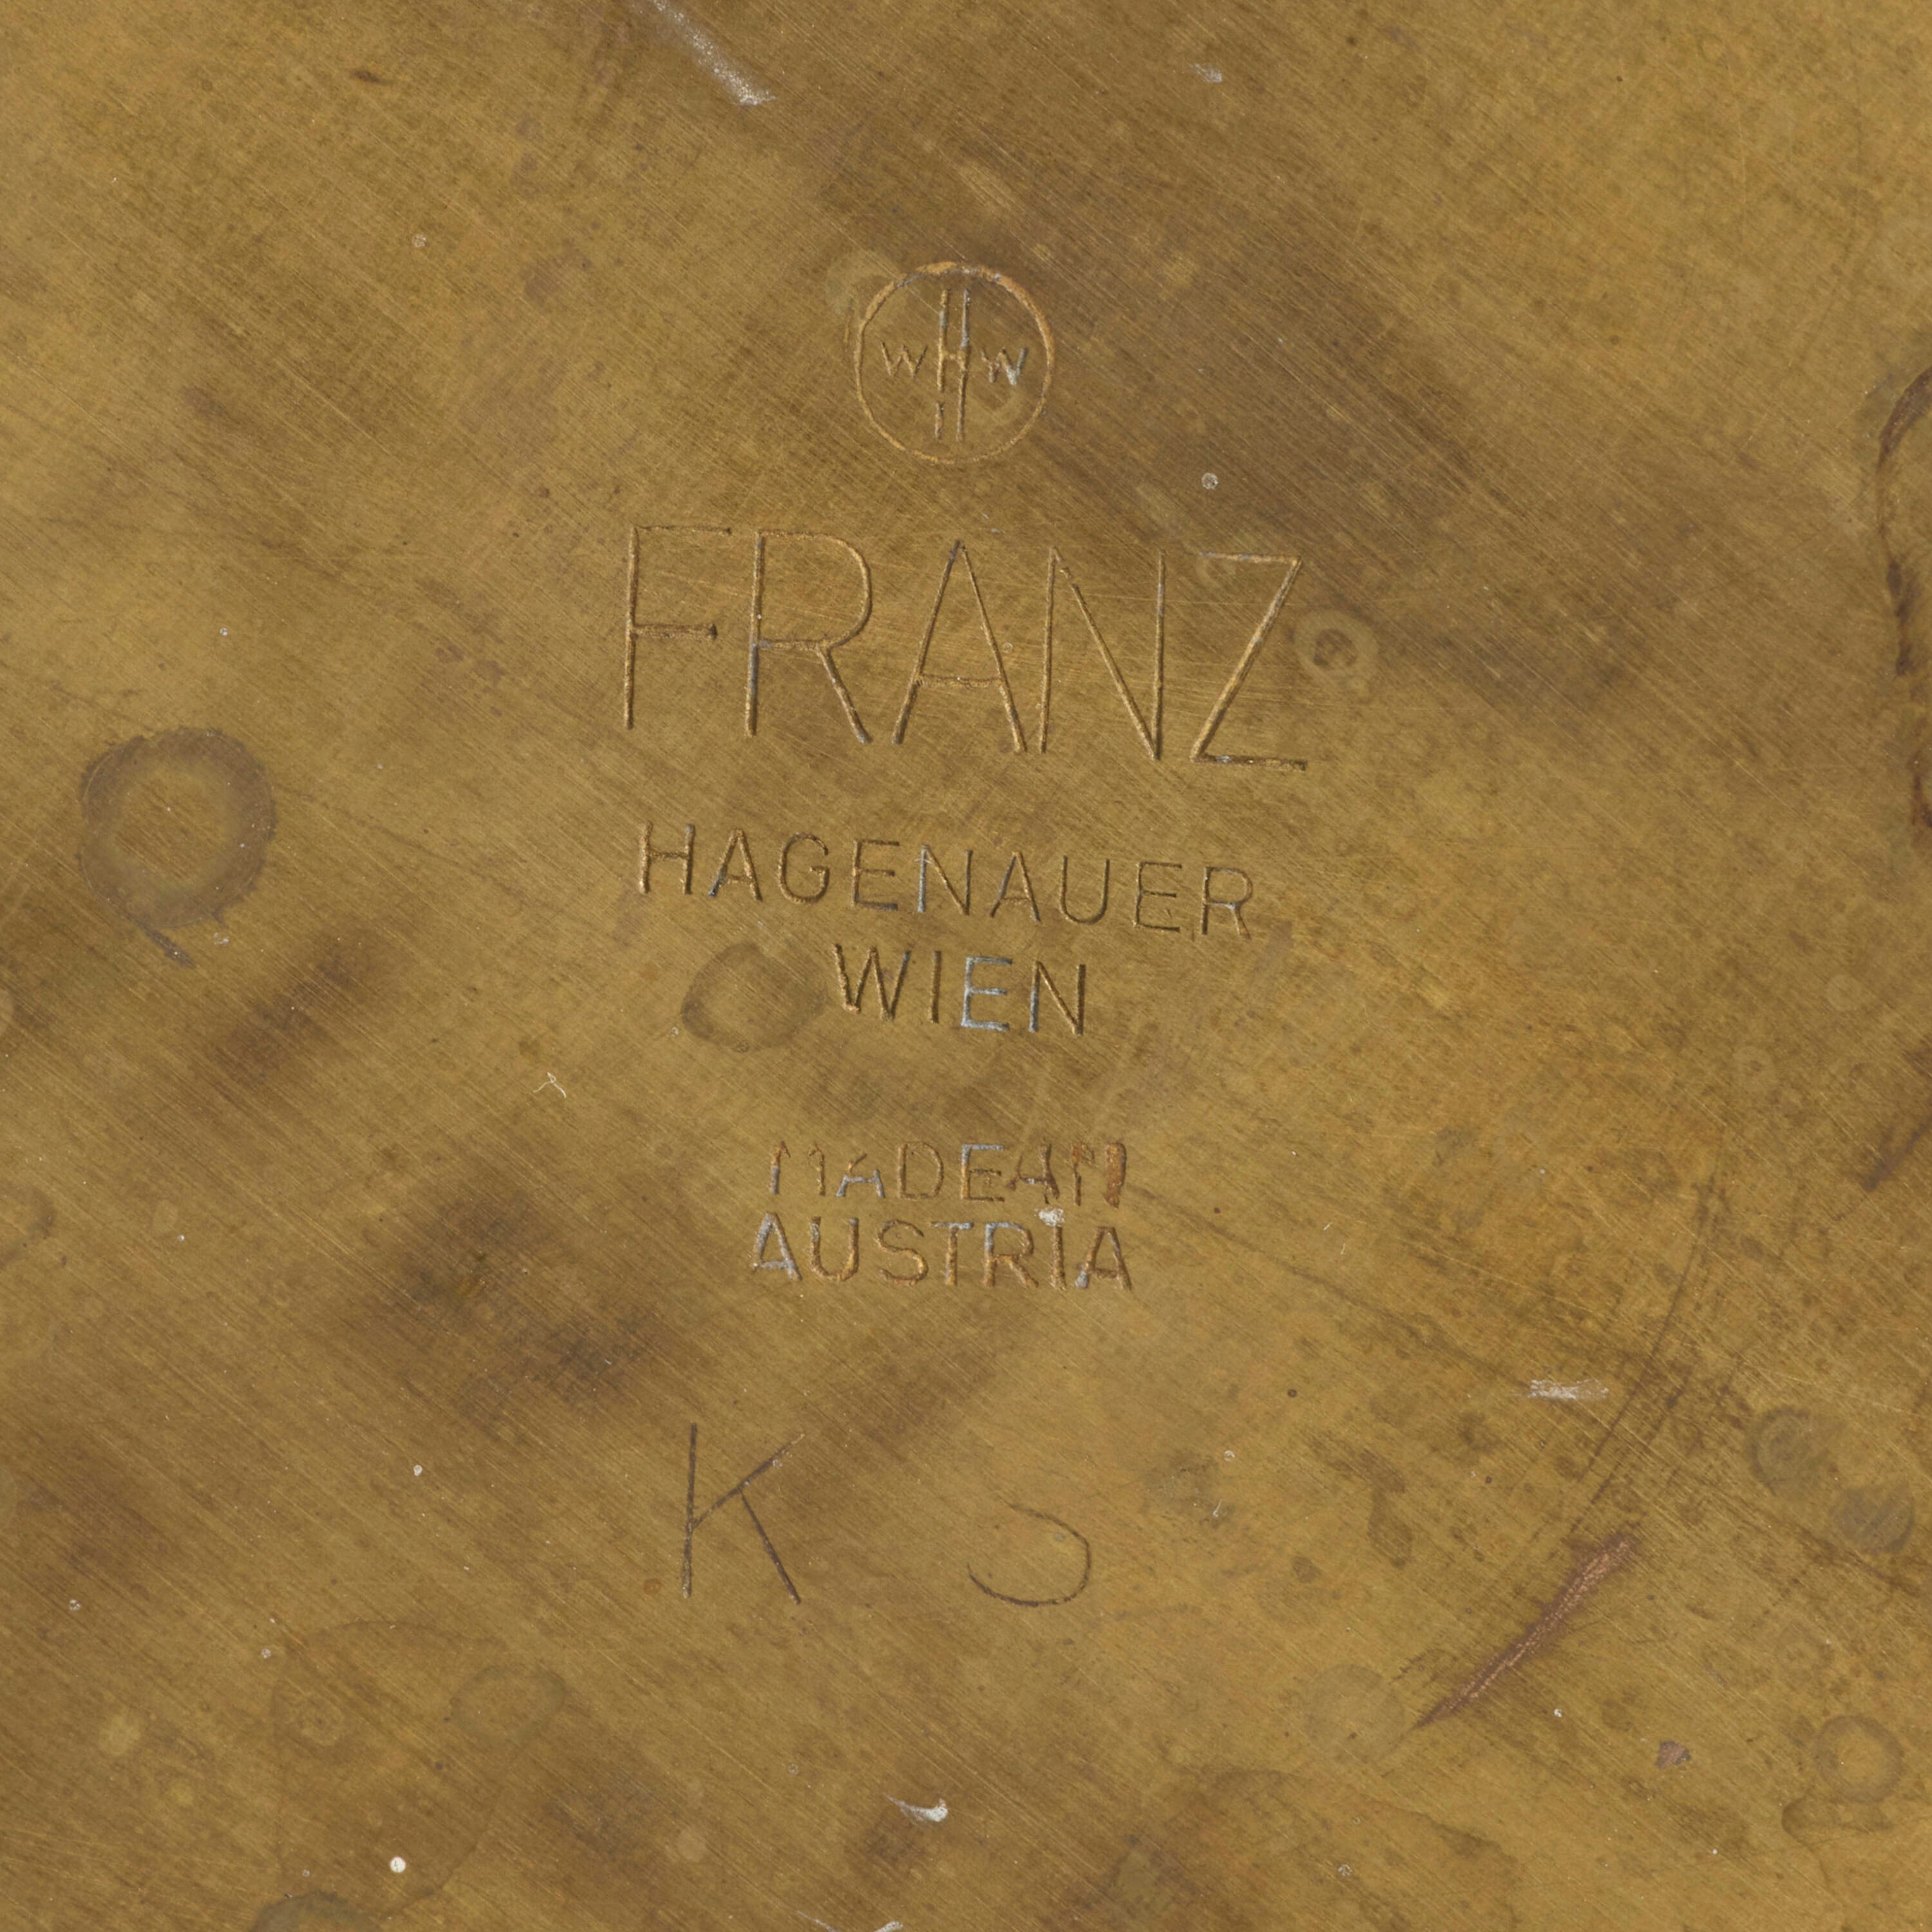 WHW
FRANZ
HAGENAUER
WIEN
MADE IN
AUSTRIA
K S